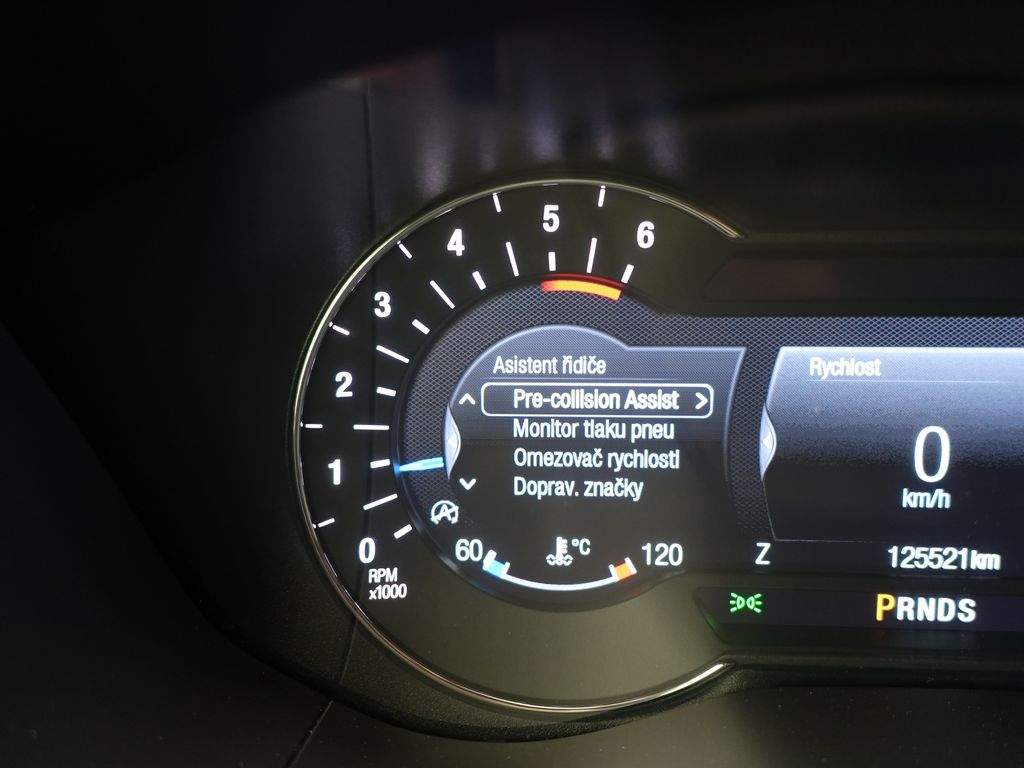 6
5
4
3
2
1
0
RPM
x1000
Asistent řidiče
Pre-collision Assist
Monitor tlaku pneu
Omezovač rychlosti
Doprav. značky
60 °C 120
Rychlost
0
km/h
Z 125521km
PRNDS